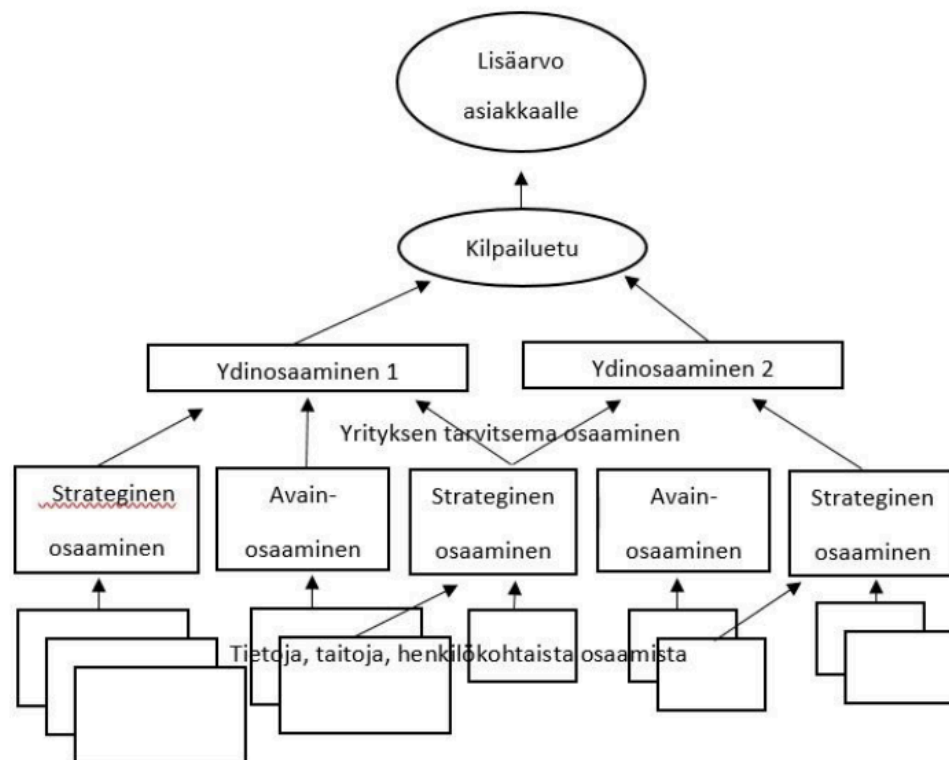 Lisäarvo
asiakkaalle
Kilpailuetu
Ydinosaaminen 1
Ydinosaaminen 2
Yrityksen tarvitsema osaaminen
Strateginen
osaaminen
Avain-
osaaminen
Strateginen
osaaminen
Avain-
osaaminen
Strateginen
osaaminen
Tietoja, taitoja, henkilökohtaista osaamista